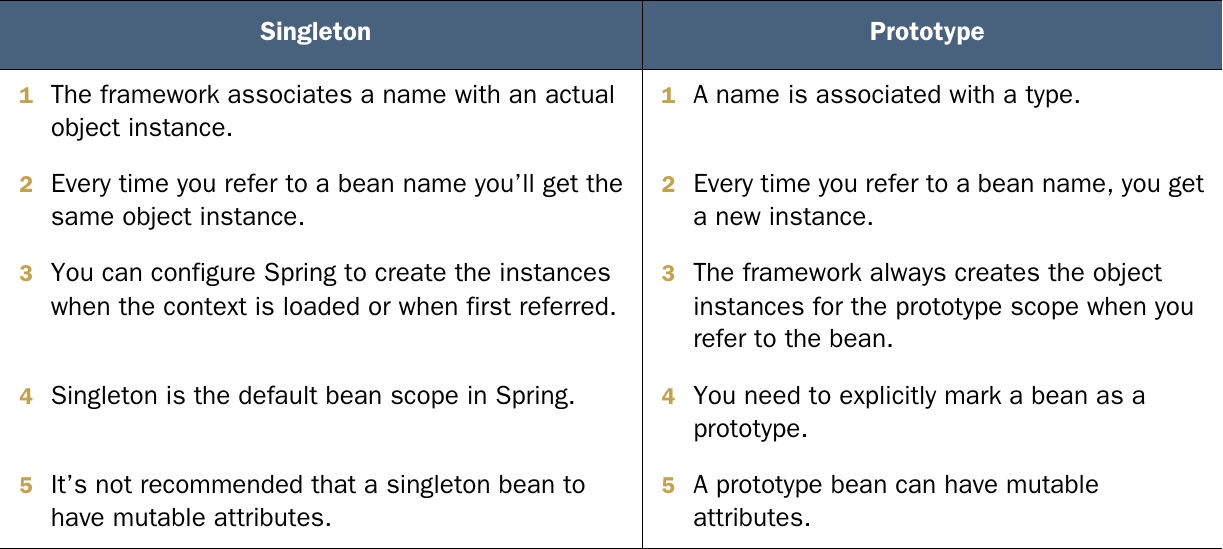 Singleton
Prototype
1 The framework associates a name with an actual
object instance.
1 A name is associated with a type.
2 Every time you refer to a bean name you’ll get the
same object instance.
2 Every time you refer to a bean name, you get
a new instance.
3 You can configure Spring to create the instances
when the context is loaded or when first referred.
3 The framework always creates the object
instances for the prototype scope when you
refer to the bean.
4 Singleton is the default bean scope in Spring.
4 You need to explicitly mark a bean as a
prototype.
5 It’s not recommended that a singleton bean to
have mutable attributes.
5 A prototype bean can have mutable
attributes.